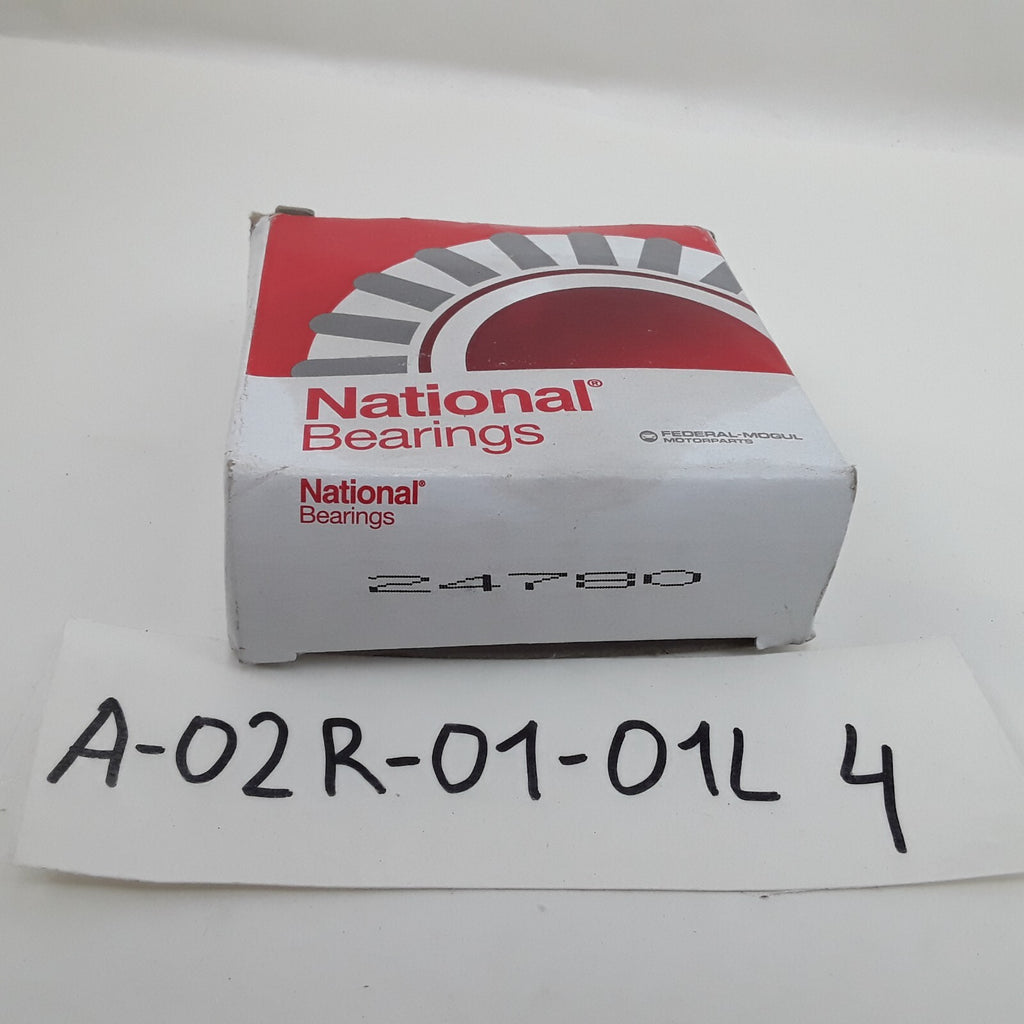 National®
Bearings
FEDERAL-MOGUL
MOTORPARTS
National®
Bearings
24780
A-02R-01-01L 4